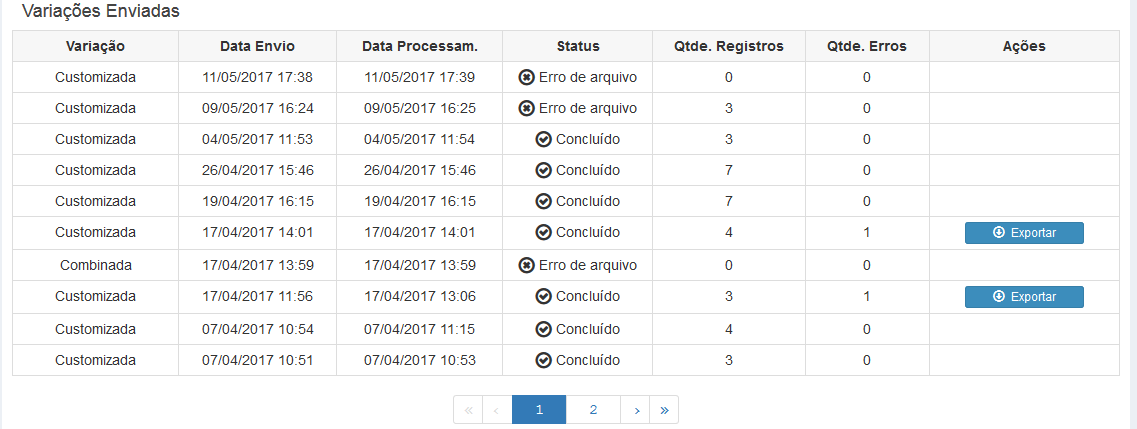 Variações Enviadas
Variação Data Envio Data Processam. Status Qtde. Registros Qtde. Erros Ações
Customizada 11/05/2017 17:38 11/05/2017 17:39 Erro de arquivo 0 0
Customizada 09/05/2017 16:24 09/05/2017 16:25 Erro de arquivo 3 0
Customizada 04/05/2017 11:53 04/05/2017 11:54 Concluído 3 0
Customizada 26/04/2017 15:46 26/04/2017 15:46 Concluído 7 0
Customizada 19/04/2017 16:15 19/04/2017 16:15 Concluído 7 0
Customizada 17/04/2017 14:01 17/04/2017 14:01 Concluído 4 1 Exportar
Combinada 17/04/2017 13:59 17/04/2017 13:59 Erro de arquivo 0 0
Customizada 17/04/2017 11:56 17/04/2017 13:06 Concluído 3 1 Exportar
Customizada 07/04/2017 10:54 07/04/2017 11:15 Concluído 4 0
Customizada 07/04/2017 10:51 07/04/2017 10:53 Concluído 3 0
« ‹ 1 2 › »